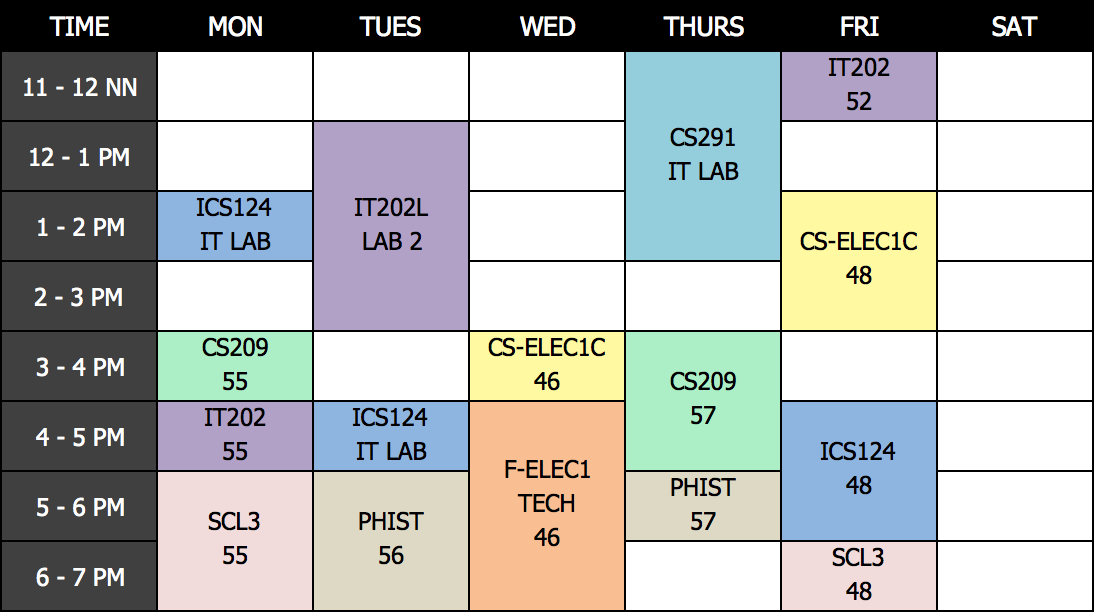 TIME MON TUES WED THURS FRI SAT
11 - 12 NN
IT202
52
12 - 1 PM
CS291
IT LAB
1 - 2 PM
ICS124
IT LAB
IT202L
LAB 2
CS-ELEC1C
48
2 - 3 PM
3 - 4 PM
CS209
55
CS-ELEC1C
46
CS209
57
4 - 5 PM
IT202
55
ICS124
IT LAB
F-ELEC1
TECH
46
ICS124
48
5 - 6 PM
SCL3
55
PHIST
56
PHIST
57
6 - 7 PM
SCL3
48